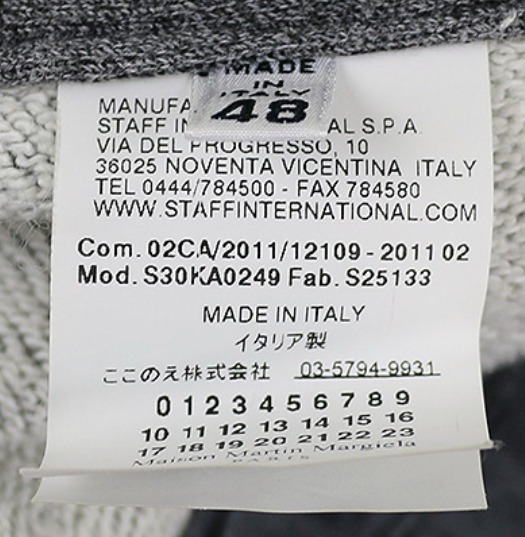 MADE
IN
ITALY
48
MANUFA
STAFF IN AL S.P.A.
VIA DEL PROGRESSO, 10
36025 NOVENTA VICENTINA ITALY
TEL 0444/784500 - FAX 784580
WWW.STAFFINTERNATIONAL.COM
Com. 02CA/2011/12109 - 2011 02
Mod. S30KA0249 Fab. S25133
MADE IN ITALY
イタリア製
ここのえ株式会社 03-5794-9931
0 1 2 3 4 5 6 7 8 9
10 11 12 13 14 15 16
17 18 19 20 21 22 23
Maison Martin Margiela
PARIS